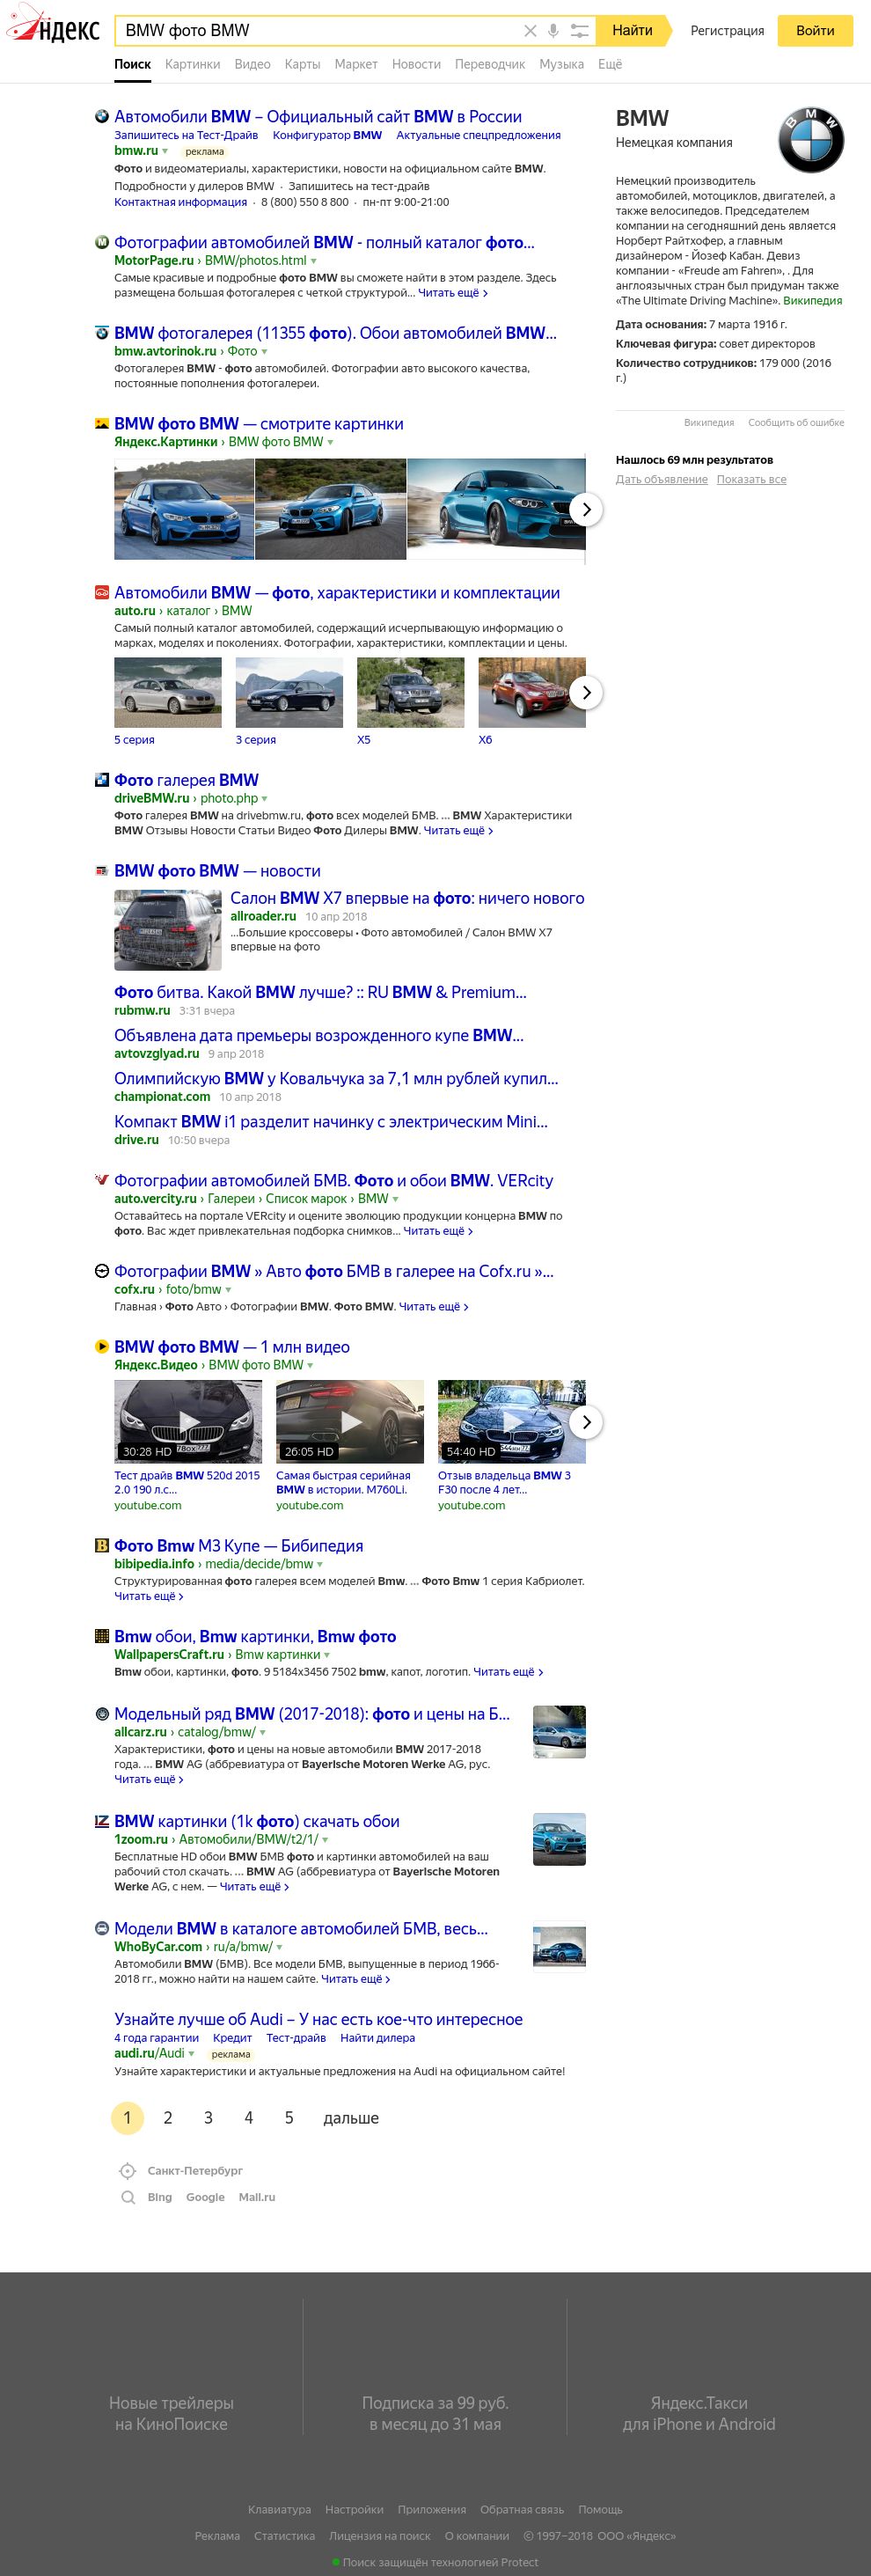 Яндекс
BMW фото BMW
Найти
Регистрация
Войти
Поиск Картинки Видео Карты Маркет Новости Переводчик Музыка Ещё
Автомобили BMW – Официальный сайт BMW в России
Запишитесь на Тест-Драйв Конфигуратор BMW Актуальные спецпредложения
bmw.ru реклама
Фото и видеоматериалы, характеристики, новости на официальном сайте BMW.
Подробности у дилеров BMW · Запишитесь на тест-драйв
Контактная информация · 8 (800) 550 8 800 · пн-пт 9:00-21:00
Фотографии автомобилей BMW - полный каталог фото...
MotorPage.ru › BMW/photos.html
Самые красивые и подробные фото BMW вы сможете найти в этом разделе. Здесь
размещена большая фотогалерея с четкой структурой... Читать ещё
BMW фотогалерея (11355 фото). Обои автомобилей BMW...
bmw.avtorinok.ru › Фото
Фотогалерея BMW - фото автомобилей. Фотографии авто высокого качества,
постоянные пополнения фотогалереи.
BMW фото BMW — смотрите картинки
Яндекс.Картинки › BMW фото BMW
Автомобили BMW — фото, характеристики и комплектации
auto.ru › каталог › BMW
Самый полный каталог автомобилей, содержащий исчерпывающую информацию о
марках, моделях и поколениях. Фотографии, характеристики, комплектации и цены.
5 серия 3 серия X5 X6
Фото галерея BMW
driveBMW.ru › photo.php
Фото галерея BMW на drivebmw.ru, фото всех моделей БМВ. ... BMW Характеристики
BMW Отзывы Новости Статьи Видео Фото Дилеры BMW. Читать ещё
BMW фото BMW — новости
Салон BMW X7 впервые на фото: ничего нового
allroader.ru 10 апр 2018
...Большие кроссоверы • Фото автомобилей / Салон BMW X7
впервые на фото
Фото битва. Какой BMW лучше? :: RU BMW & Premium...
rubmw.ru 3:31 вчера
Объявлена дата премьеры возрожденного купе BMW...
avtovzglyad.ru 9 апр 2018
Олимпийскую BMW у Ковальчука за 7,1 млн рублей купил...
championat.com 10 апр 2018
Компакт BMW i1 разделит начинку с электрическим Mini...
drive.ru 10:50 вчера
Фотографии автомобилей БМВ. Фото и обои BMW. VERcity
auto.vercity.ru › Галереи › Список марок › BMW
Оставайтесь на портале VERcity и оцените эволюцию продукции концерна BMW по
фото. Вас ждет привлекательная подборка снимков... Читать ещё
Фотографии BMW » Авто фото БМВ в галерее на Cofx.ru »...
cofx.ru › foto/bmw
Главная › Фото Авто › Фотографии BMW. Фото BMW. Читать ещё
BMW фото BMW — 1 млн видео
Яндекс.Видео › BMW фото BMW
30:28 HD 26:05 HD 54:40 HD
Тест драйв BMW 520d 2015
2.0 190 л.с...
youtube.com
Самая быстрая серийная
BMW в истории. M760Li.
youtube.com
Отзыв владельца BMW 3
F30 после 4 лет...
youtube.com
Фото Bmw M3 Купе — Бибипедия
bibipedia.info › media/decide/bmw
Структурированная фото галерея всем моделей Bmw. ... Фото Bmw 1 серия Кабриолет.
Читать ещё
Bmw обои, Bmw картинки, Bmw фото
WallpapersCraft.ru › Bmw картинки
Bmw обои, картинки, фото. 9 5184x3456 7502 bmw, капот, логотип. Читать ещё
Модельный ряд BMW (2017-2018): фото и цены на Б...
allcarz.ru › catalog/bmw/
Характеристики, фото и цены на новые автомобили BMW 2017-2018
года. ... BMW AG (аббревиатура от Bayerische Motoren Werke AG, рус.
Читать ещё
BMW картинки (1k фото) скачать обои
1zoom.ru › Автомобили/BMW/t2/1/
Бесплатные HD обои BMW БМВ фото и картинки автомобилей на ваш
рабочий стол скачать. ... BMW AG (аббревиатура от Bayerische Motoren
Werke AG, с нем. — Читать ещё
Модели BMW в каталоге автомобилей БМВ, весь...
WhoByCar.com › ru/a/bmw/
Автомобили BMW (БМВ). Все модели БМВ, выпущенные в период 1966-
2018 гг., можно найти на нашем сайте. Читать ещё
Узнайте лучше об Audi – У нас есть кое-что интересное
4 года гарантии Кредит Тест-драйв Найти дилера
audi.ru/Audi реклама
Узнайте характеристики и актуальные предложения на Audi на официальном сайте!
1 2 3 4 5 дальше
Санкт-Петербург
Bing Google Mail.ru
BMW
Немецкая компания
BMW
Немецкий производитель
автомобилей, мотоциклов, двигателей, а
также велосипедов. Председателем
компании на сегодняшний день является
Норберт Райтхофер, а главным
дизайнером - Йозеф Кабан. Девиз
компании - «Freude am Fahren», . Для
англоязычных стран был придуман также
«The Ultimate Driving Machine». Википедия
Дата основания: 7 марта 1916 г.
Ключевая фигура: совет директоров
Количество сотрудников: 179 000 (2016
г.)
Википедия Сообщить об ошибке
Нашлось 69 млн результатов
Дать объявление Показать все
Новые трейлеры
на КиноПоиске
Подписка за 99 руб.
в месяц до 31 мая
Яндекс.Такси
для iPhone и Android
Клавиатура Настройки Приложения Обратная связь Помощь
Реклама Статистика Лицензия на поиск О компании © 1997–2018 ООО «Яндекс»
Поиск защищён технологией Protect